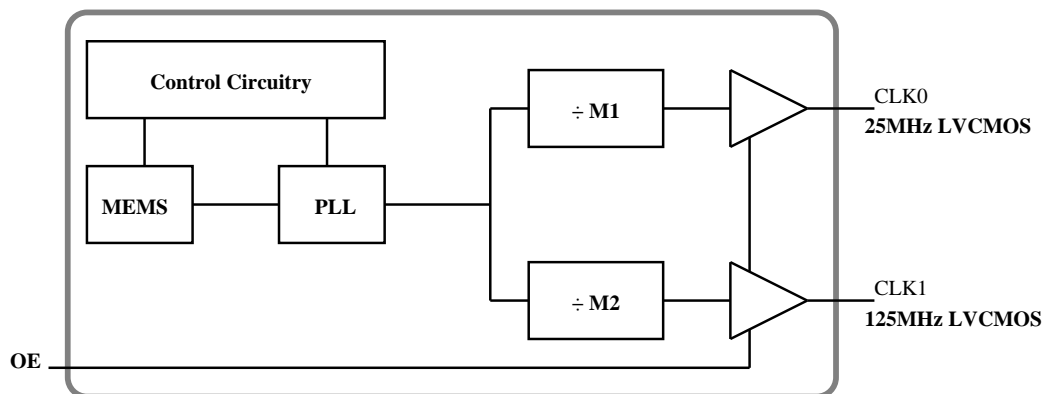 Control Circuitry
MEMS
PLL
÷ M1
÷ M2
CLK0
25MHz LVCMOS
CLK1
125MHz LVCMOS
OE